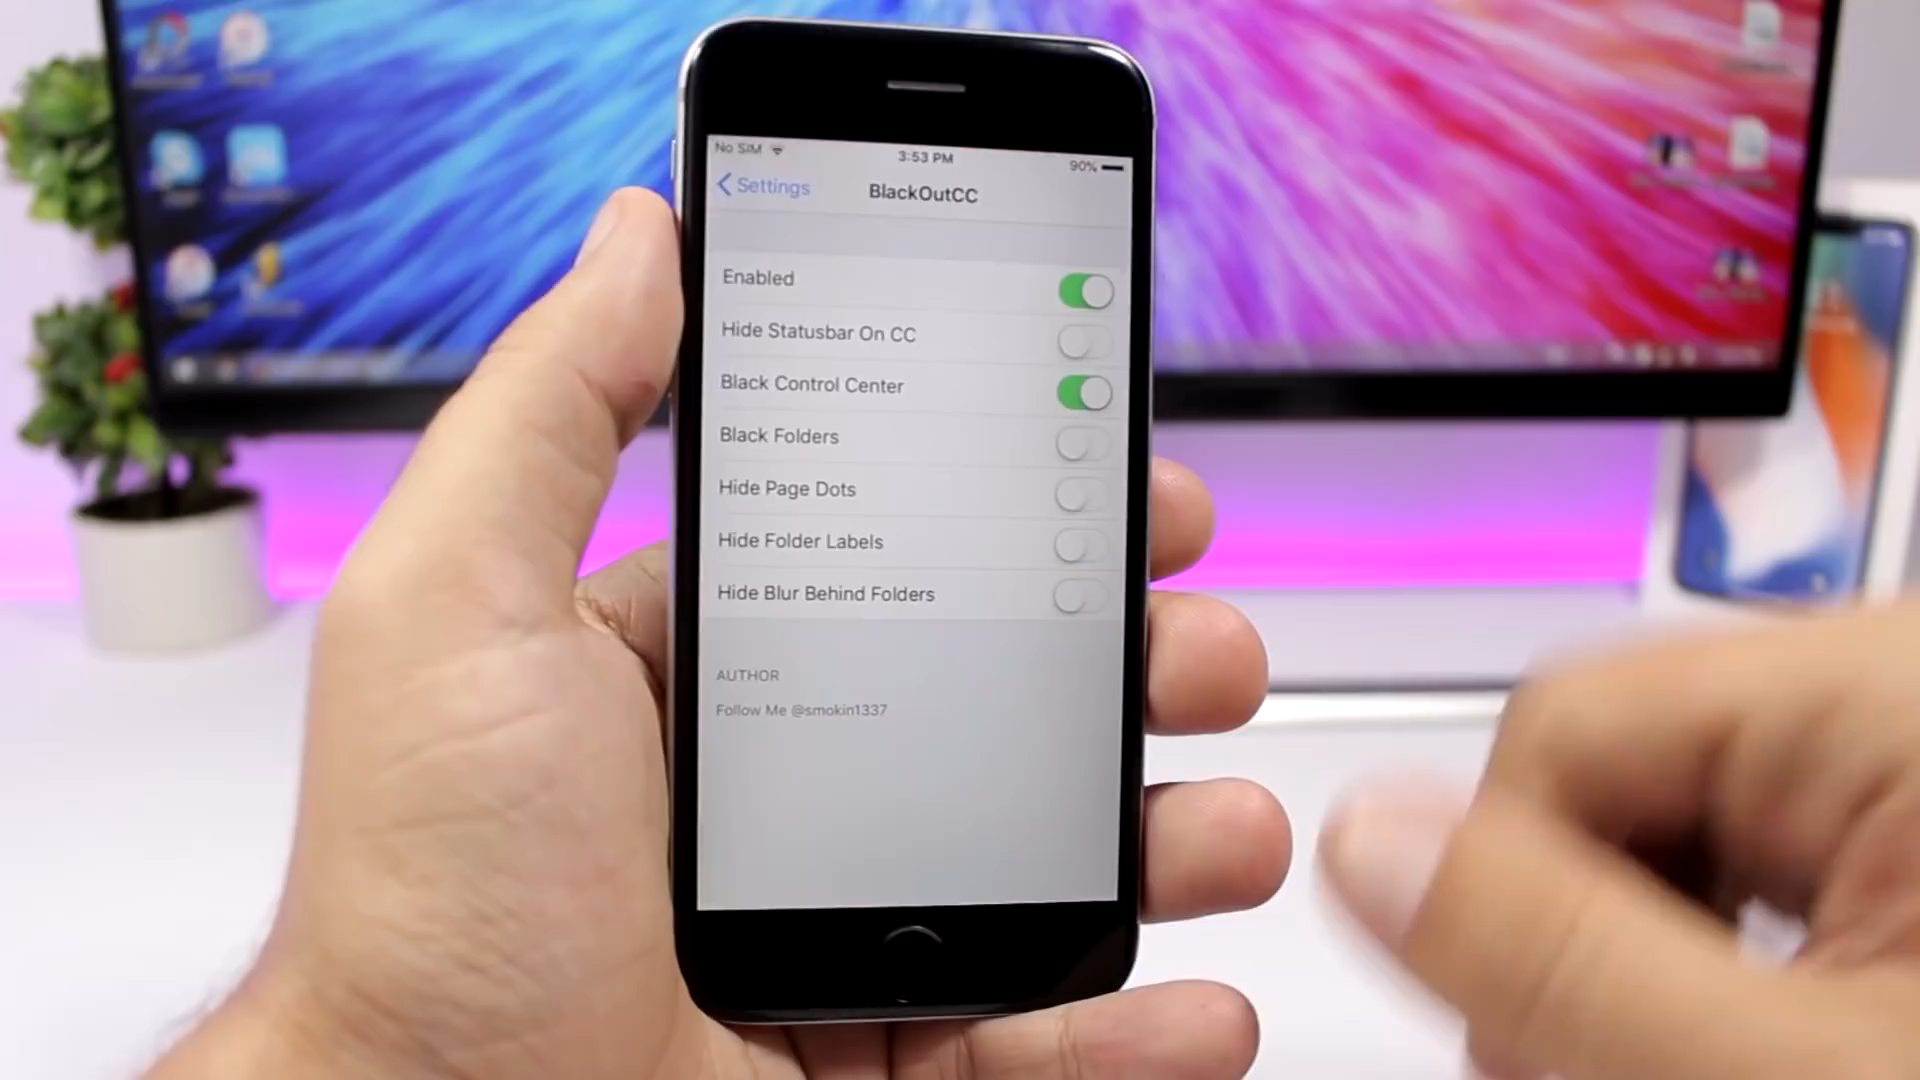 No SIM
3:53 PM
90%
Settings
BlackOutCC
Enabled
Hide Statusbar On CC
Black Control Center
Black Folders
Hide Page Dots
Hide Folder Labels
Hide Blur Behind Folders
AUTHOR
Follow Me @smokin1337